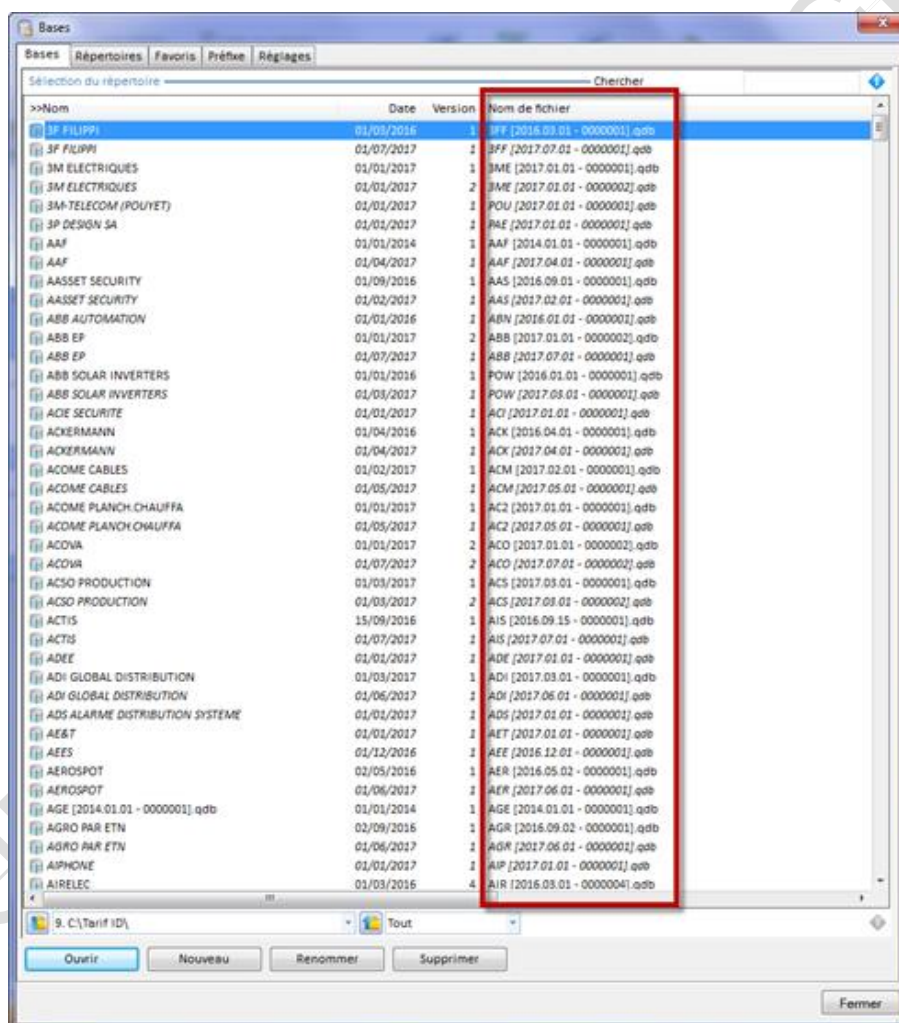 Bases
Bases Répertoires Favoris Préfixe Réglages
Sélection du répertoire Chercher
>>Nom Date Version Nom de fichier
3F FILIPPI 01/03/2016 1 3FF [2016.03.01 - 0000001].qdb
3F FILIPPI 01/07/2017 1 3FF [2017.07.01 - 0000001].qdb
3M ELECTRIQUES 01/01/2017 1 3ME [2017.01.01 - 0000001].qdb
3M ELECTRIQUES 01/01/2017 2 3ME [2017.01.01 - 0000002].qdb
3M-TELECOM (POUYET) 01/01/2017 1 POU [2017.01.01 - 0000001].qdb
3P DESIGN SA 01/01/2017 1 PAE [2017.01.01 - 0000001].qdb
AAF 01/01/2014 1 AAF [2014.01.01 - 0000001].qdb
AAF 01/04/2017 1 AAF [2017.04.01 - 0000001].qdb
AASSET SECURITY 01/09/2016 1 AAS [2016.09.01 - 0000001].qdb
AASSET SECURITY 01/02/2017 1 AAS [2017.02.01 - 0000001].qdb
ABB AUTOMATION 01/01/2016 1 ABN [2016.01.01 - 0000001].qdb
ABB EP 01/01/2017 2 ABB [2017.01.01 - 0000002].qdb
ABB EP 01/07/2017 1 ABB [2017.07.01 - 0000001].qdb
ABB SOLAR INVERTERS 01/01/2016 1 POW [2016.01.01 - 0000001].qdb
ABB SOLAR INVERTERS 01/03/2017 1 POW [2017.03.01 - 0000001].qdb
ACIE SECURITE 01/01/2017 1 ACI [2017.01.01 - 0000001].qdb
ACKERMANN 01/04/2016 1 ACK [2016.04.01 - 0000001].qdb
ACKERMANN 01/04/2017 1 ACK [2017.04.01 - 0000001].qdb
ACOME CABLES 01/02/2017 1 ACM [2017.02.01 - 0000001].qdb
ACOME CABLES 01/05/2017 1 ACM [2017.05.01 - 0000001].qdb
ACOME PLANCH.CHAUFFA 01/01/2017 1 AC2 [2017.01.01 - 0000001].qdb
ACOME PLANCH.CHAUFFA 01/05/2017 1 AC2 [2017.05.01 - 0000001].qdb
ACOVA 01/01/2017 2 ACO [2017.01.01 - 0000002].qdb
ACOVA 01/07/2017 2 ACO [2017.07.01 - 0000002].qdb
ACSO PRODUCTION 01/03/2017 1 ACS [2017.03.01 - 0000001].qdb
ACSO PRODUCTION 01/03/2017 2 ACS [2017.03.01 - 0000002].qdb
ACTIS 15/09/2016 1 AIS [2016.09.15 - 0000001].qdb
ACTIS 01/07/2017 1 AIS [2017.07.01 - 0000001].qdb
ADEE 01/01/2017 1 ADE [2017.01.01 - 0000001].qdb
ADI GLOBAL DISTRIBUTION 01/03/2017 1 ADI [2017.03.01 - 0000001].qdb
ADI GLOBAL DISTRIBUTION 01/06/2017 1 ADI [2017.06.01 - 0000001].qdb
ADS ALARME DISTRIBUTION SYSTEME 01/01/2017 1 ADS [2017.01.01 - 0000001].qdb
AE&T 01/01/2017 1 AET [2017.01.01 - 0000001].qdb
AEES 01/12/2016 1 AEE [2016.12.01 - 0000001].qdb
AEROSPOT 02/05/2016 1 AER [2016.05.02 - 0000001].qdb
AEROSPOT 01/06/2017 1 AER [2017.06.01 - 0000001].qdb
AGE [2014.01.01 - 0000001].qdb 01/01/2014 1 AGE [2014.01.01 - 0000001].qdb
AGRO PAR ETN 02/09/2016 1 AGR [2016.09.02 - 0000001].qdb
AGRO PAR ETN 01/06/2017 1 AGR [2017.06.01 - 0000001].qdb
AIPHONE 01/01/2017 1 AIP [2017.01.01 - 0000001].qdb
AIRELEC 01/03/2016 4 AIR [2016.03.01 - 0000004].qdb
9. C:\Tarif ID\ Tout
Ouvrir Nouveau Renommer Supprimer
Fermer